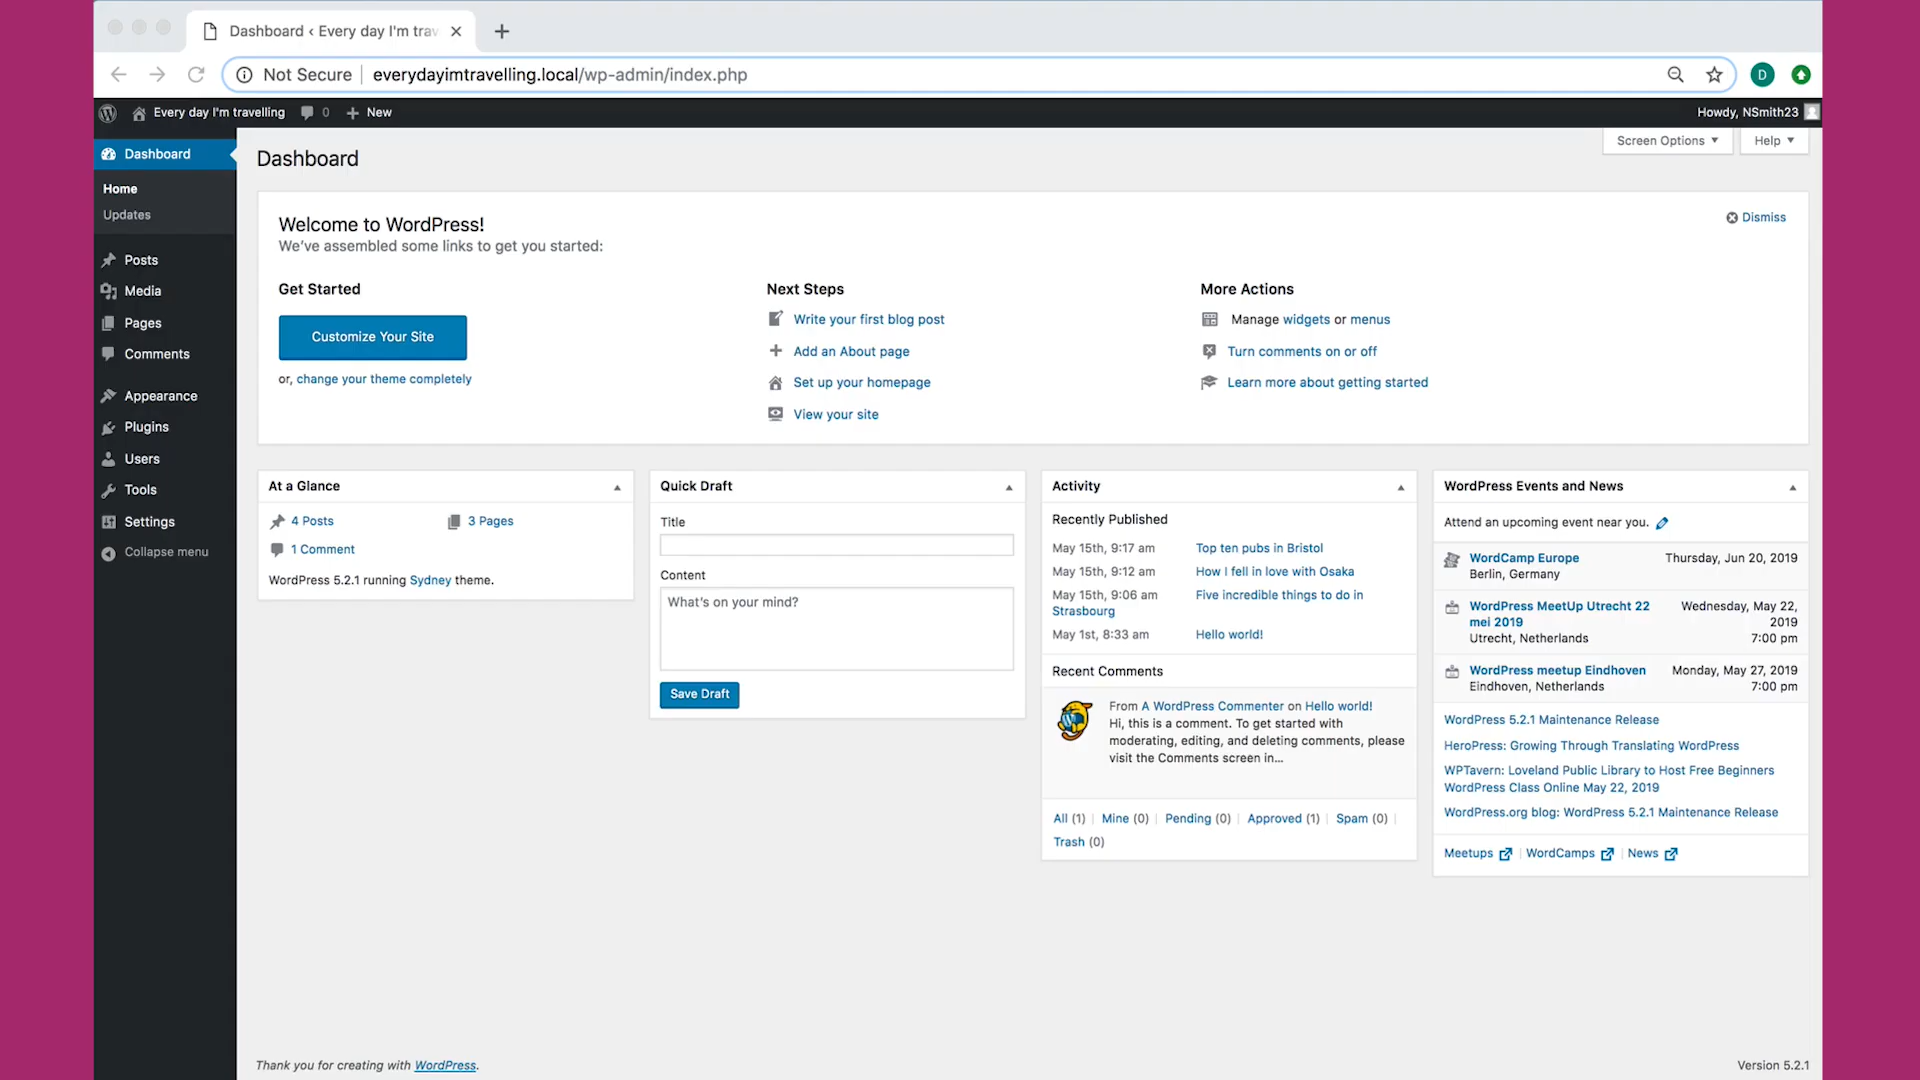 Dashboard ‹ Every day I'm trav
Not Secure
everydayimtravelling.local/wp-admin/index.php
D
Every day I'm travelling
0
New
Howdy, NSmith23
Dashboard
Home
Updates
Posts
Media
Pages
Comments
Appearance
Plugins
Users
Tools
Settings
Collapse menu
Dashboard
Screen Options
Help
Welcome to WordPress!
We've assembled some links to get you started:
Dismiss
Get Started
Customize Your Site
or, change your theme completely
Next Steps
Write your first blog post
Add an About page
Set up your homepage
View your site
More Actions
Manage widgets or menus
Turn comments on or off
Learn more about getting started
At a Glance
4 Posts
3 Pages
1 Comment
WordPress 5.2.1 running Sydney theme.
Quick Draft
Title
Content
What's on your mind?
Save Draft
Activity
Recently Published
May 15th, 9:17 am Top ten pubs in Bristol
May 15th, 9:12 am How I fell in love with Osaka
May 15th, 9:06 am Five incredible things to do in
Strasbourg
May 1st, 8:33 am Hello world!
Recent Comments
From A WordPress Commenter on Hello world!
Hi, this is a comment. To get started with
moderating, editing, and deleting comments, please
visit the Comments screen in...
All (1) | Mine (0) | Pending (0) | Approved (1) | Spam (0) |
Trash (0)
WordPress Events and News
Attend an upcoming event near you.
WordCamp Europe Thursday, Jun 20, 2019
Berlin, Germany
WordPress MeetUp Utrecht 22 Wednesday, May 22,
mei 2019 2019
Utrecht, Netherlands 7:00 pm
WordPress meetup Eindhoven Monday, May 27, 2019
Eindhoven, Netherlands 7:00 pm
WordPress 5.2.1 Maintenance Release
HeroPress: Growing Through Translating WordPress
WPTavern: Loveland Public Library to Host Free Beginners
WordPress Class Online May 22, 2019
WordPress.org blog: WordPress 5.2.1 Maintenance Release
Meetups | WordCamps | News
Thank you for creating with WordPress.
Version 5.2.1